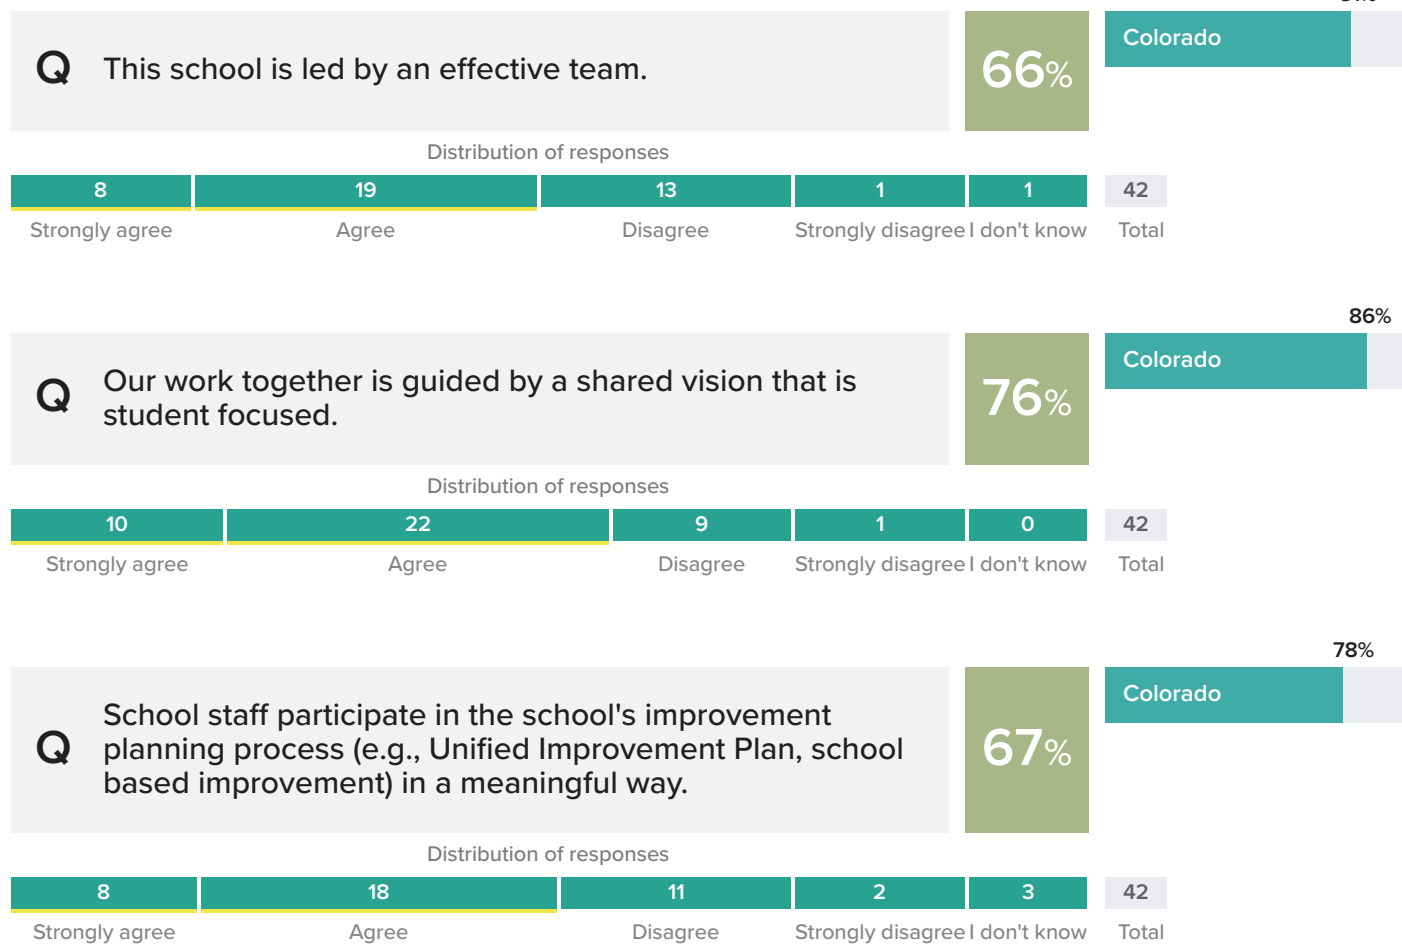 Q This school is led by an effective team. 66% Colorado
Distribution of responses
8 19 13 1 1 42
Strongly agree Agree Disagree Strongly disagree I don't know Total
86%
Q Our work together is guided by a shared vision that is
student focused. 76% Colorado
Distribution of responses
10 22 9 1 0 42
Strongly agree Agree Disagree Strongly disagree I don't know Total
78%
Q School staff participate in the school's improvement
planning process (e.g., Unified Improvement Plan, school
based improvement) in a meaningful way. 67% Colorado
Distribution of responses
8 18 11 2 3 42
Strongly agree Agree Disagree Strongly disagree I don't know Total